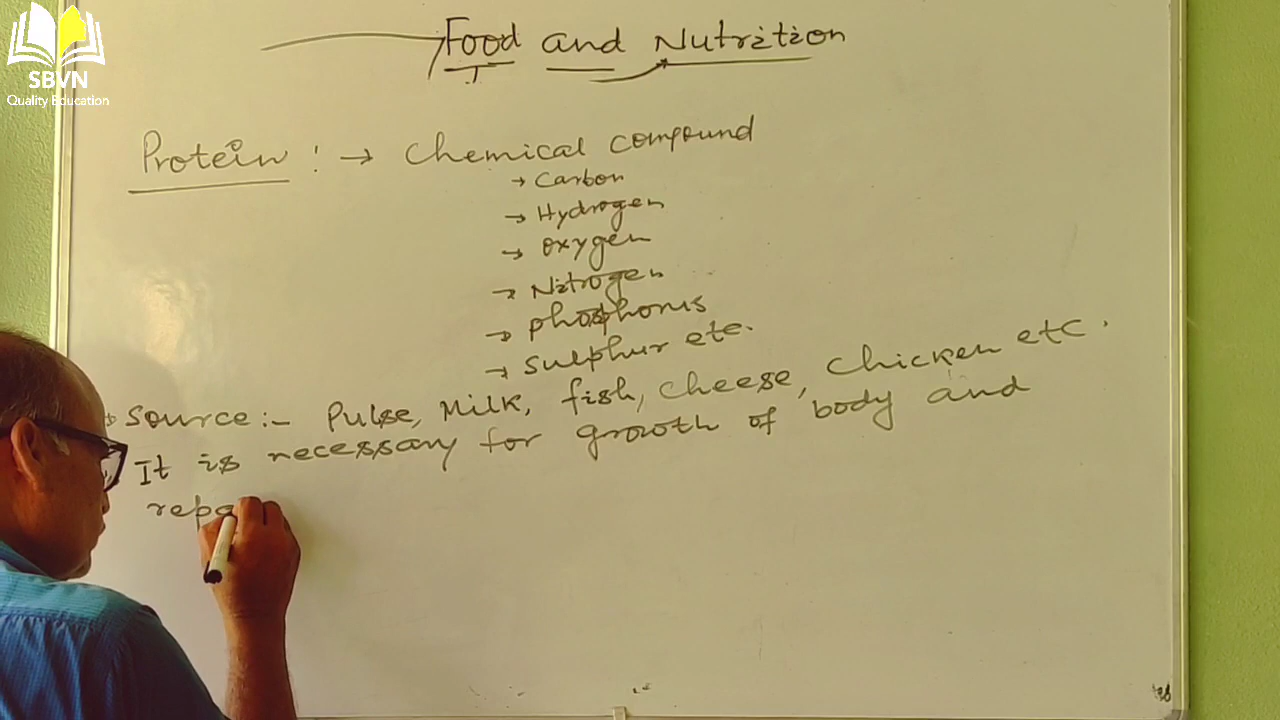 SBVN
Quality Education
Food and Nutrition
Protein : → Chemical compound
→ Carbon
→ Hydrogen
→ Oxygen
→ Nitrogen
→ Phosphorus
→ Sulphur etc.
Source :- Pulse, Milk, fish, cheese, Chicken etc.
It is necessary for growth of body and
repa